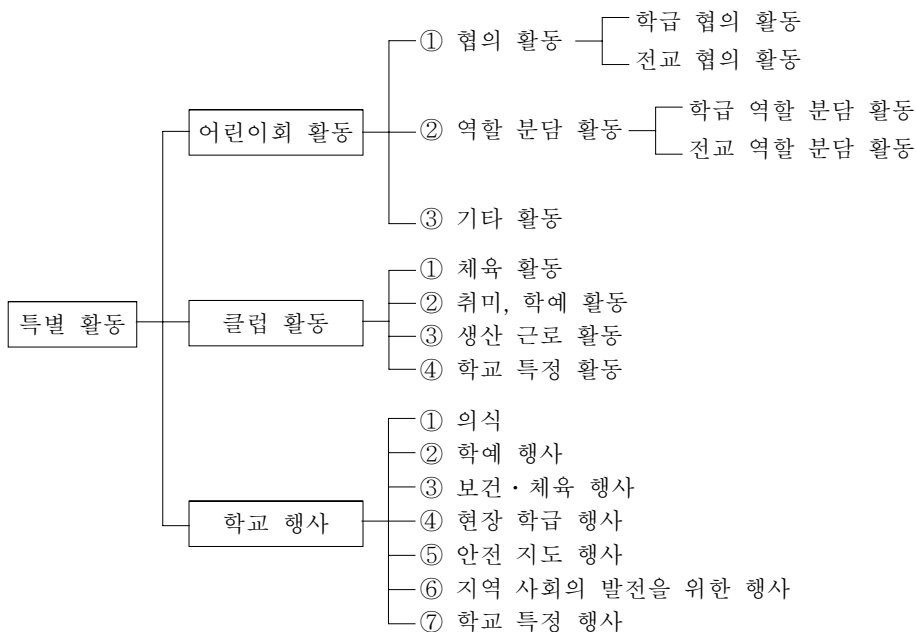 특별 활동
어린이회 활동
① 협의 활동
학급 협의 활동
전교 협의 활동
② 역할 분담 활동
학급 역할 분담 활동
전교 역할 분담 활동
③ 기타 활동
클럽 활동
① 체육 활동
② 취미, 학예 활동
③ 생산 근로 활동
④ 학교 특정 활동
학교 행사
① 의식
② 학예 행사
③ 보건·체육 행사
④ 현장 학급 행사
⑤ 안전 지도 행사
⑥ 지역 사회의 발전을 위한 행사
⑦ 학교 특정 행사